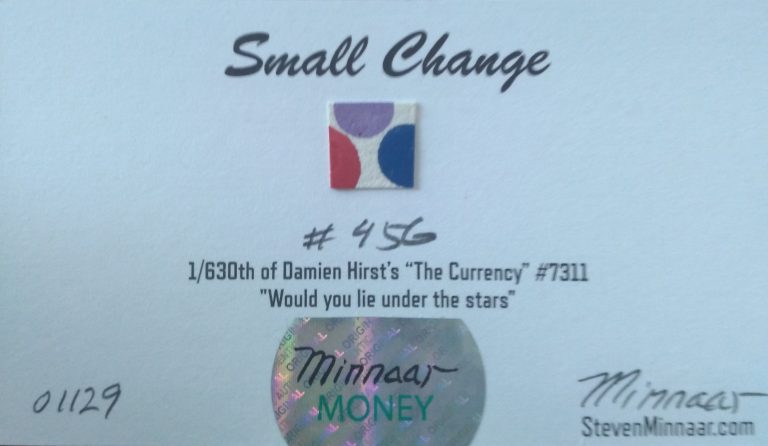 Small Change
# 456
1/630th of Damien Hirst's "The Currency" #7311
"Would you lie under the stars"
Minnaar
MONEY
01129
Minnaar
StevenMinnaar.com